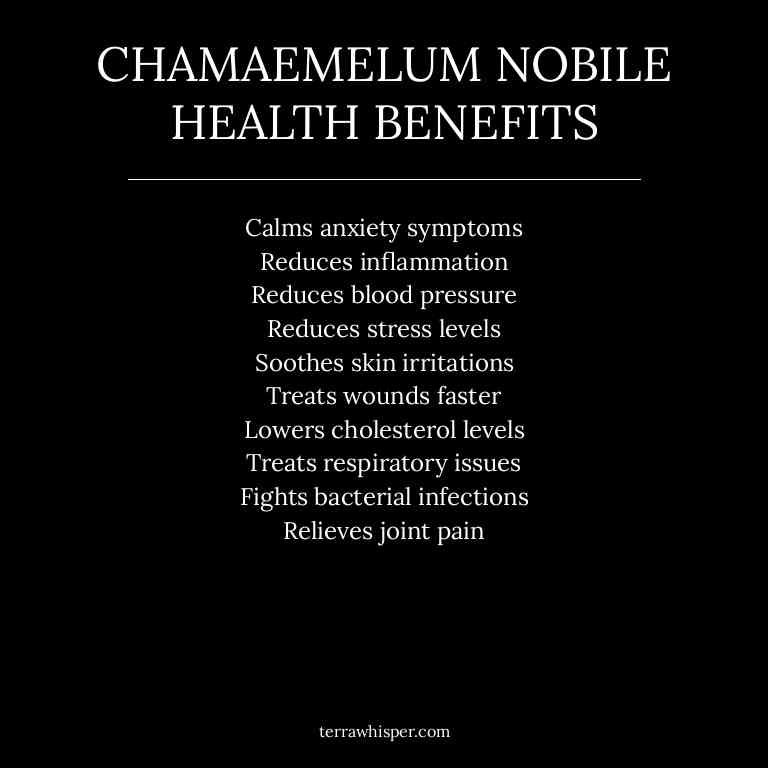 CHAMAEMELUM NOBILE
HEALTH BENEFITS
Calms anxiety symptoms
Reduces inflammation
Reduces blood pressure
Reduces stress levels
Soothes skin irritations
Treats wounds faster
Lowers cholesterol levels
Treats respiratory issues
Fights bacterial infections
Relieves joint pain
terrawhisper.com